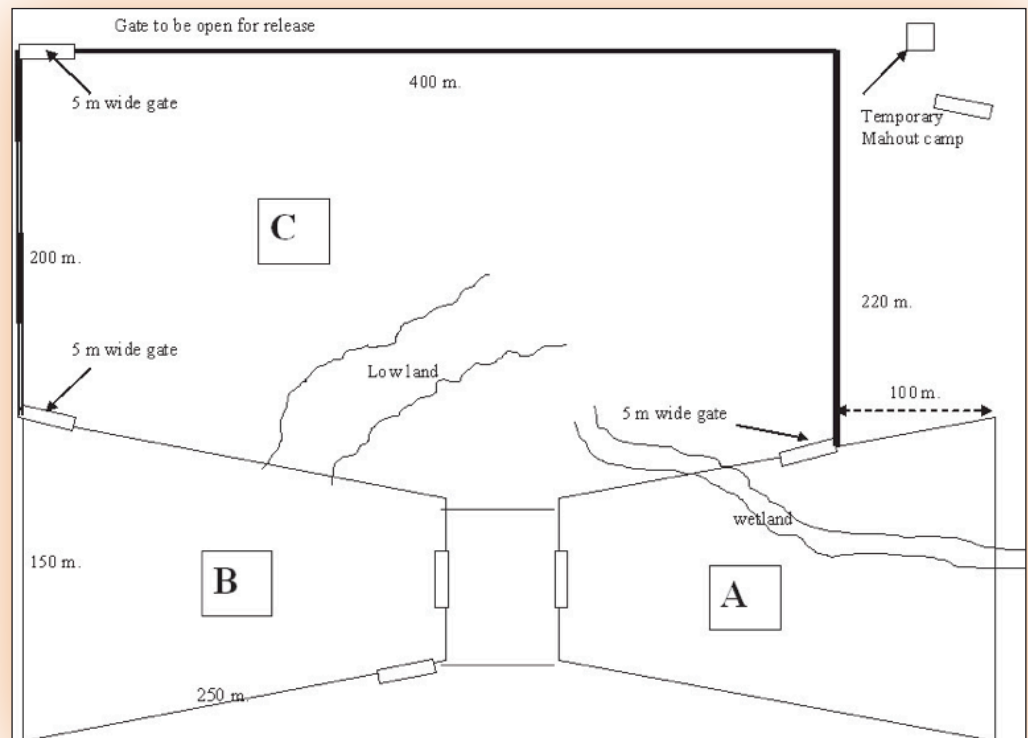 Gate to be open for release
5 m wide gate
400 m.
Temporary
Mahout camp
C
200 m.
220 m.
5 m wide gate
Low land
100 m.
5 m wide gate
wetland
150 m.
B
A
250 m.